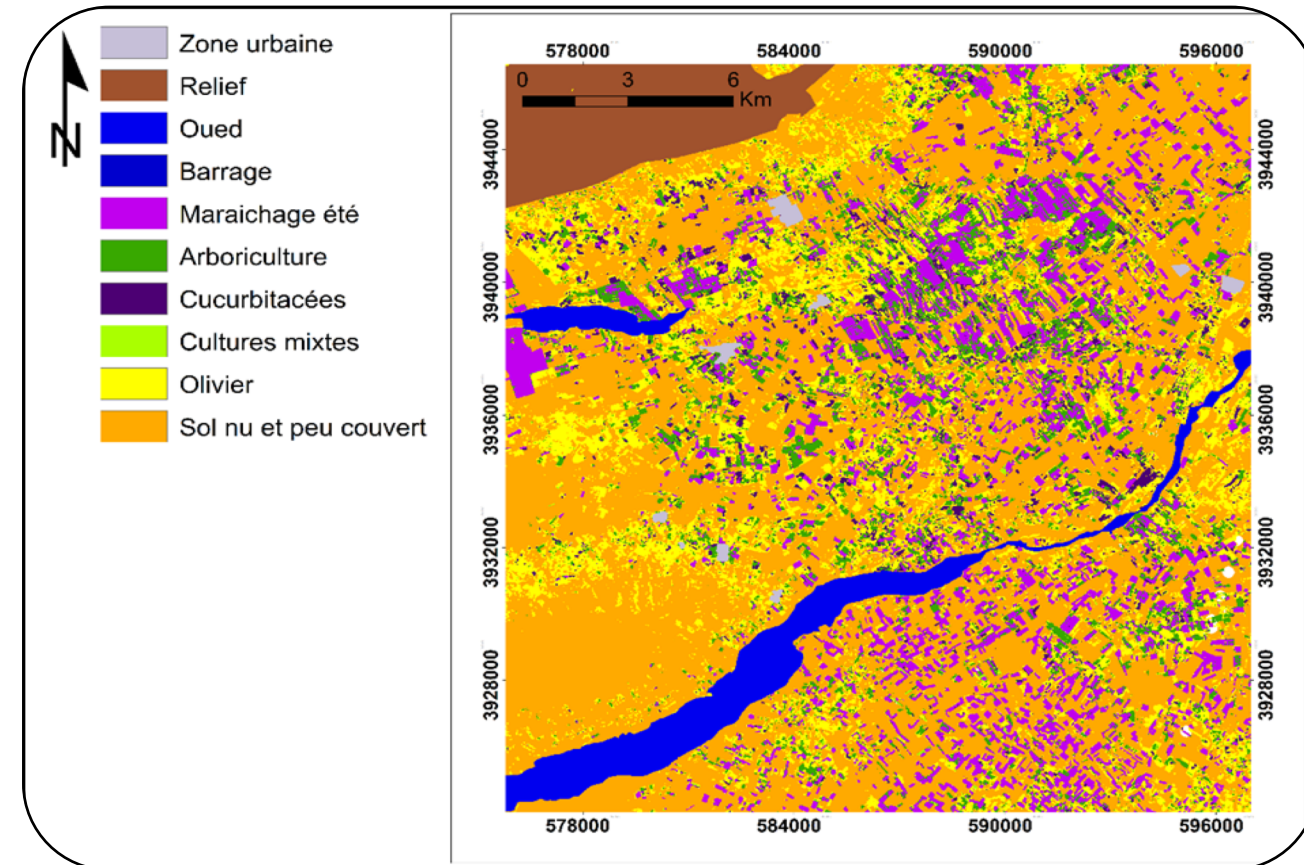 N
Zone urbaine
Relief
Oued
Barrage
Maraichage été
Arboriculture
Cucurbitacées
Cultures mixtes
Olivier
Sol nu et peu couvert
578000 584000 590000 596000
0 3 6
Km
3944000 3944000
3940000 3940000
3936000 3936000
3932000 3932000
3928000 3928000
578000 584000 590000 596000